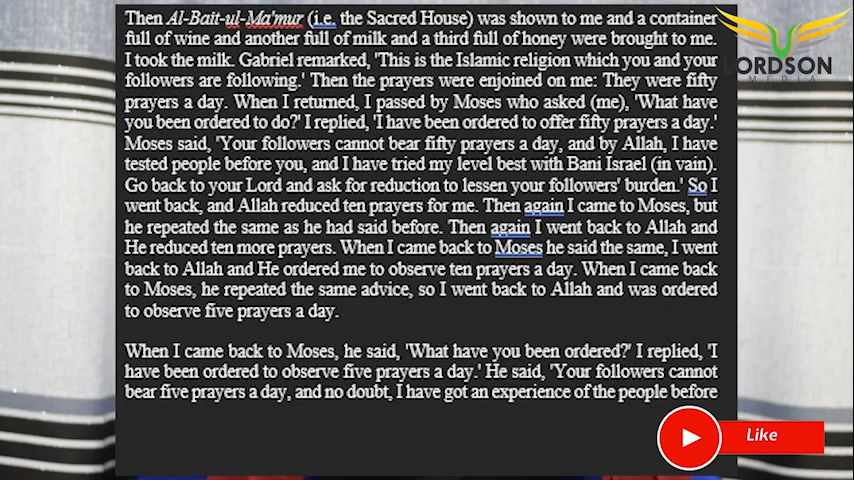 Then Al-Bait-ul-Ma'mur (i.e. the Sacred House) was shown to me and a container
full of wine and another full of milk and a third full of honey were brought to me.
I took the milk. Gabriel remarked, 'This is the Islamic religion which you and your
followers are following.' Then the prayers were enjoined on me: They were fifty
prayers a day. When I returned, I passed by Moses who asked (me), 'What have
you been ordered to do?' I replied, 'I have been ordered to offer fifty prayers a day.'
Moses said, 'Your followers cannot bear fifty prayers a day, and by Allah, I have
tested people before you, and I have tried my level best with Bani Israel (in vain).
Go back to your Lord and ask for reduction to lessen your followers' burden.' So I
went back, and Allah reduced ten prayers for me. Then again I came to Moses, but
he repeated the same as he had said before. Then again I went back to Allah and
He reduced ten more prayers. When I came back to Moses he said the same, I went
back to Allah and He ordered me to observe ten prayers a day. When I came back
to Moses, he repeated the same advice, so I went back to Allah and was ordered
to observe five prayers a day.
When I came back to Moses, he said, 'What have you been ordered?' I replied, 'I
have been ordered to observe five prayers a day.' He said, 'Your followers cannot
bear five prayers a day, and no doubt, I have got an experience of the people before
ORDSON
MEDIA
Like